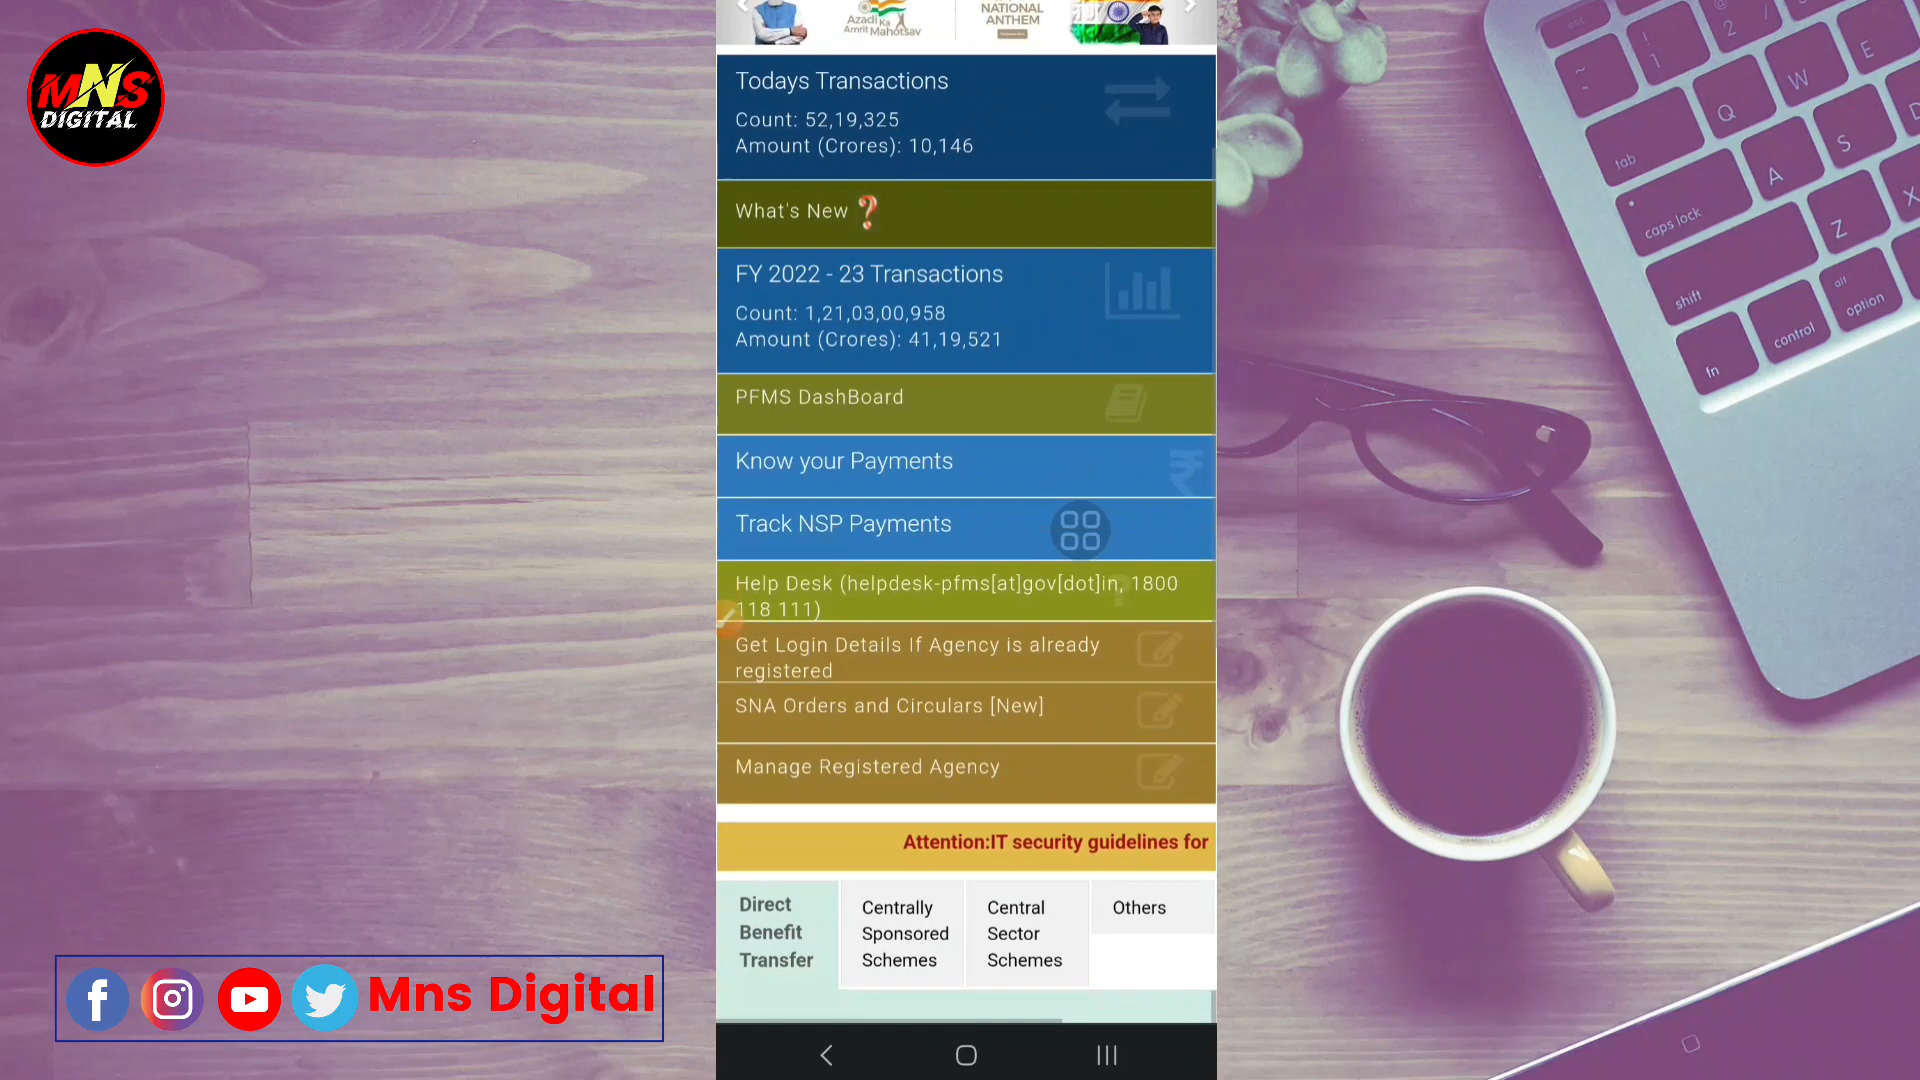 MNS
DIGITAL
Azadi Ka
Amrit Mahotsav
NATIONAL
ANTHEM
Todays Transactions
Count: 52,19,325
Amount (Crores): 10,146
What's New ?
FY 2022 - 23 Transactions
Count: 1,21,03,00,958
Amount (Crores): 41,19,521
PFMS DashBoard
Know your Payments
Track NSP Payments
Help Desk (helpdesk-pfms[at]gov[dot]in, 1800
118 111)
Get Login Details If Agency is already
registered
SNA Orders and Circulars [New]
Manage Registered Agency
Attention:IT security guidelines for
Direct
Benefit
Transfer
Centrally
Sponsored
Schemes
Central
Sector
Schemes
Others
Mns Digital
tab
caps lock
shift
fn
control
alt
option
Q
W
E
A
S
D
Z
X
1
2